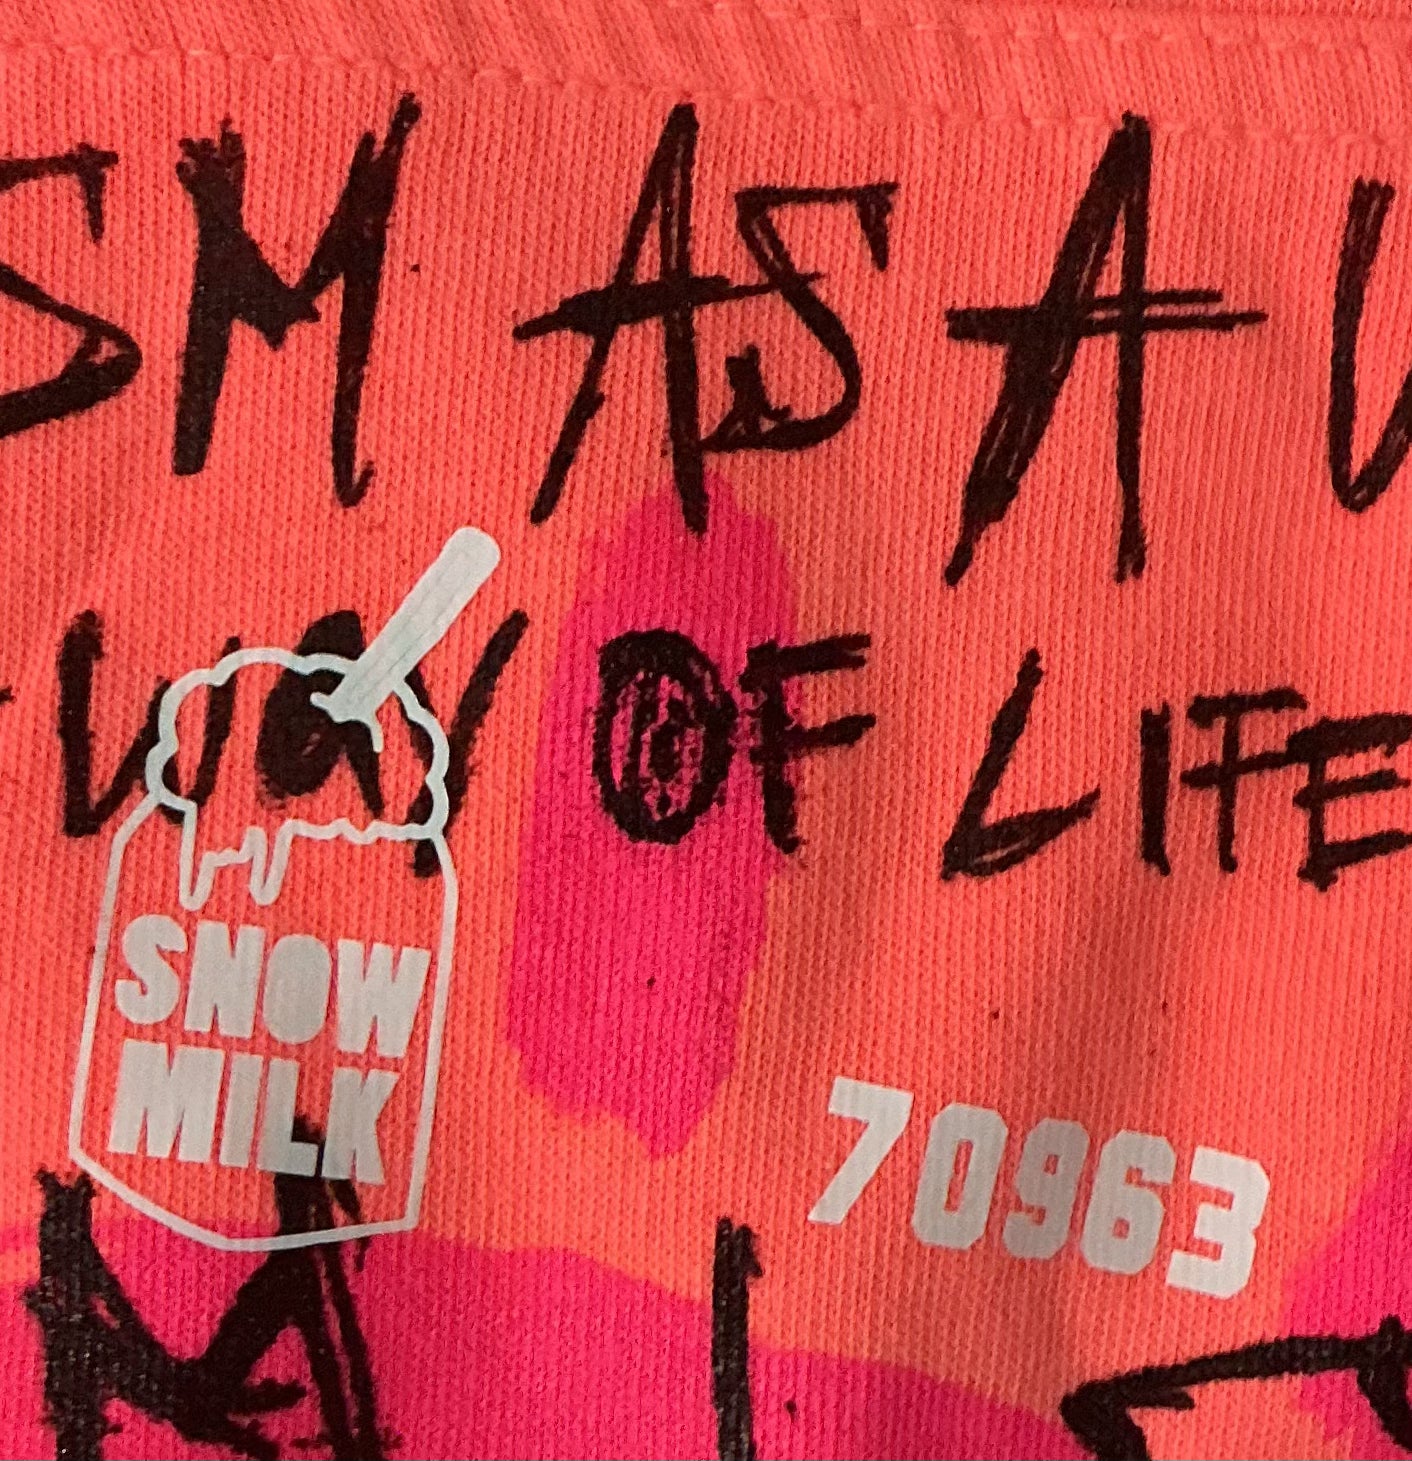 SM AS A
WAY OF LIFE
SNOW
MILK
70963